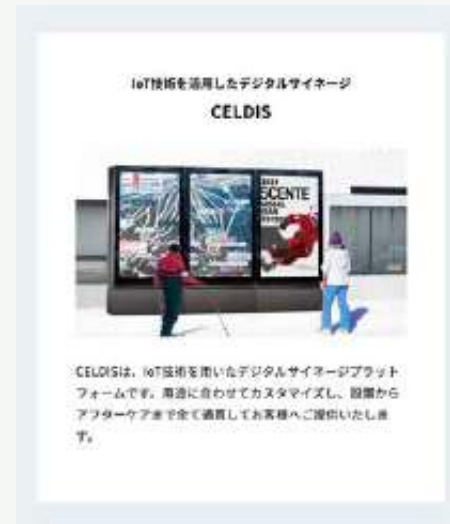 IoT技術を活用したデジタルサイネージ
CELDIS
SCENTE
CELDISは、IoT技術を用いたデジタルサイネージプラット
フォームです。用途に合わせてカスタマイズし、設置から
アフターケアまで全て通貫してお客様へご提供いたしま
す。